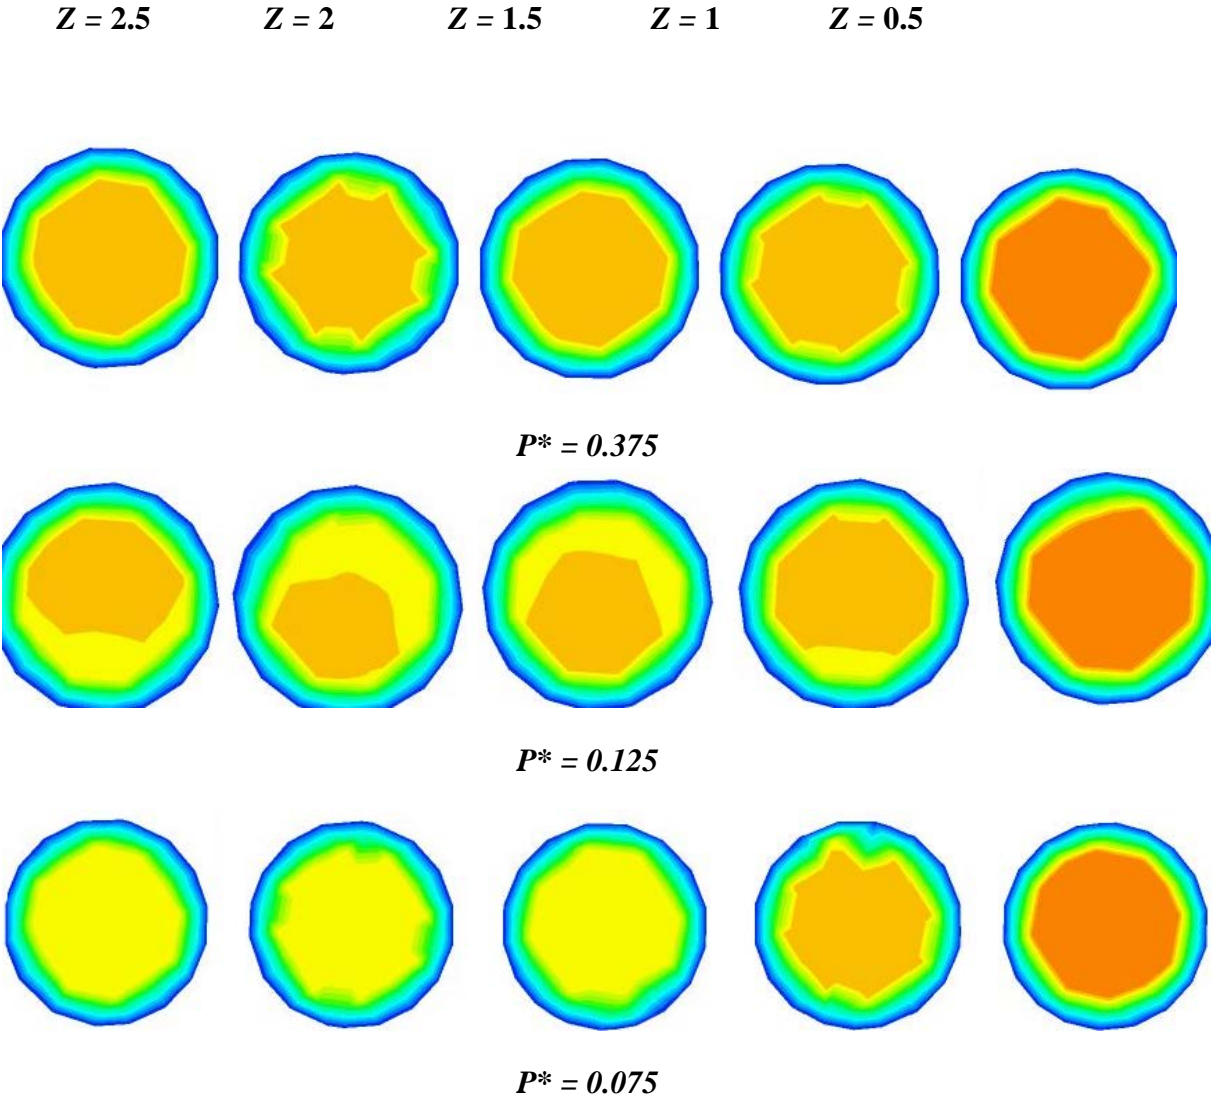 Z = 2.5 Z = 2 Z = 1.5 Z = 1 Z = 0.5
P* = 0.375
P* = 0.125
P* = 0.075